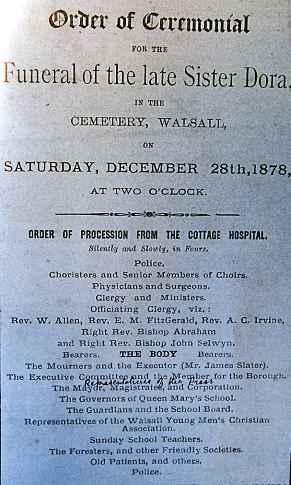 Order of Ceremonial
FOR THE
Funeral of the late Sister Dora,
IN THE
CEMETERY, WALSALL,
ON
SATURDAY, DECEMBER 28th, 1878,
AT TWO O'CLOCK.
ORDER OF PROCESSION FROM THE COTTAGE HOSPITAL.
Silently and Slowly, in Fours.
Police.
Choristers and Senior Members of Choirs.
Physicians and Surgeons.
Clergy and Ministers.
Officiating Clergy, viz.:
Rev. W. Allen, Rev. E. M. FitzGerald, Rev. A. C. Irvine,
Right Rev. Bishop Abraham
and Right Rev. Bishop John Selwyn.
Bearers. THE BODY Bearers.
The Mourners and the Executor (Mr. James Slater).
The Executive Committee and the Member for the Borough.
Representatives of the Press
The Mayor, Magistrates, and Corporation.
The Governors of Queen Mary's School.
The Guardians and the School Board.
Representatives of the Walsall Young Men's Christian
Association.
Sunday School Teachers.
The Foresters, and other Friendly Societies.
Old Patients, and others.
Police.